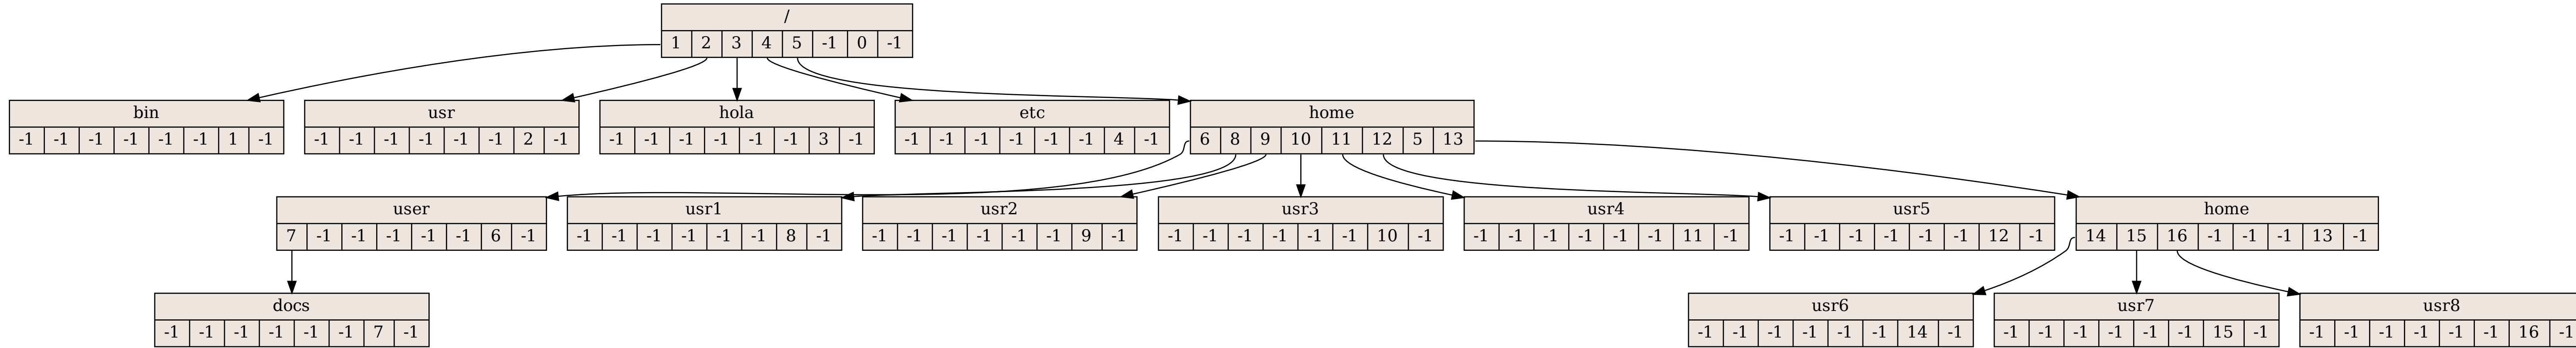 /
1 2 3 4 5 -1 0 -1
bin usr hola etc home
-1 -1 -1 -1 -1 -1 1 -1 -1 -1 -1 -1 -1 -1 2 -1 -1 -1 -1 -1 -1 -1 3 -1 -1 -1 -1 -1 -1 -1 4 -1 6 8 9 10 11 12 5 13
user usr1 usr2 usr3 usr4 usr5 home
7 -1 -1 -1 -1 -1 6 -1 -1 -1 -1 -1 -1 -1 8 -1 -1 -1 -1 -1 -1 -1 9 -1 -1 -1 -1 -1 -1 -1 10 -1 -1 -1 -1 -1 -1 -1 11 -1 -1 -1 -1 -1 -1 -1 12 -1 14 15 16 -1 -1 -1 13 -1
docs usr6 usr7 usr8
-1 -1 -1 -1 -1 -1 7 -1 -1 -1 -1 -1 -1 -1 14 -1 -1 -1 -1 -1 -1 -1 15 -1 -1 -1 -1 -1 -1 -1 16 -1